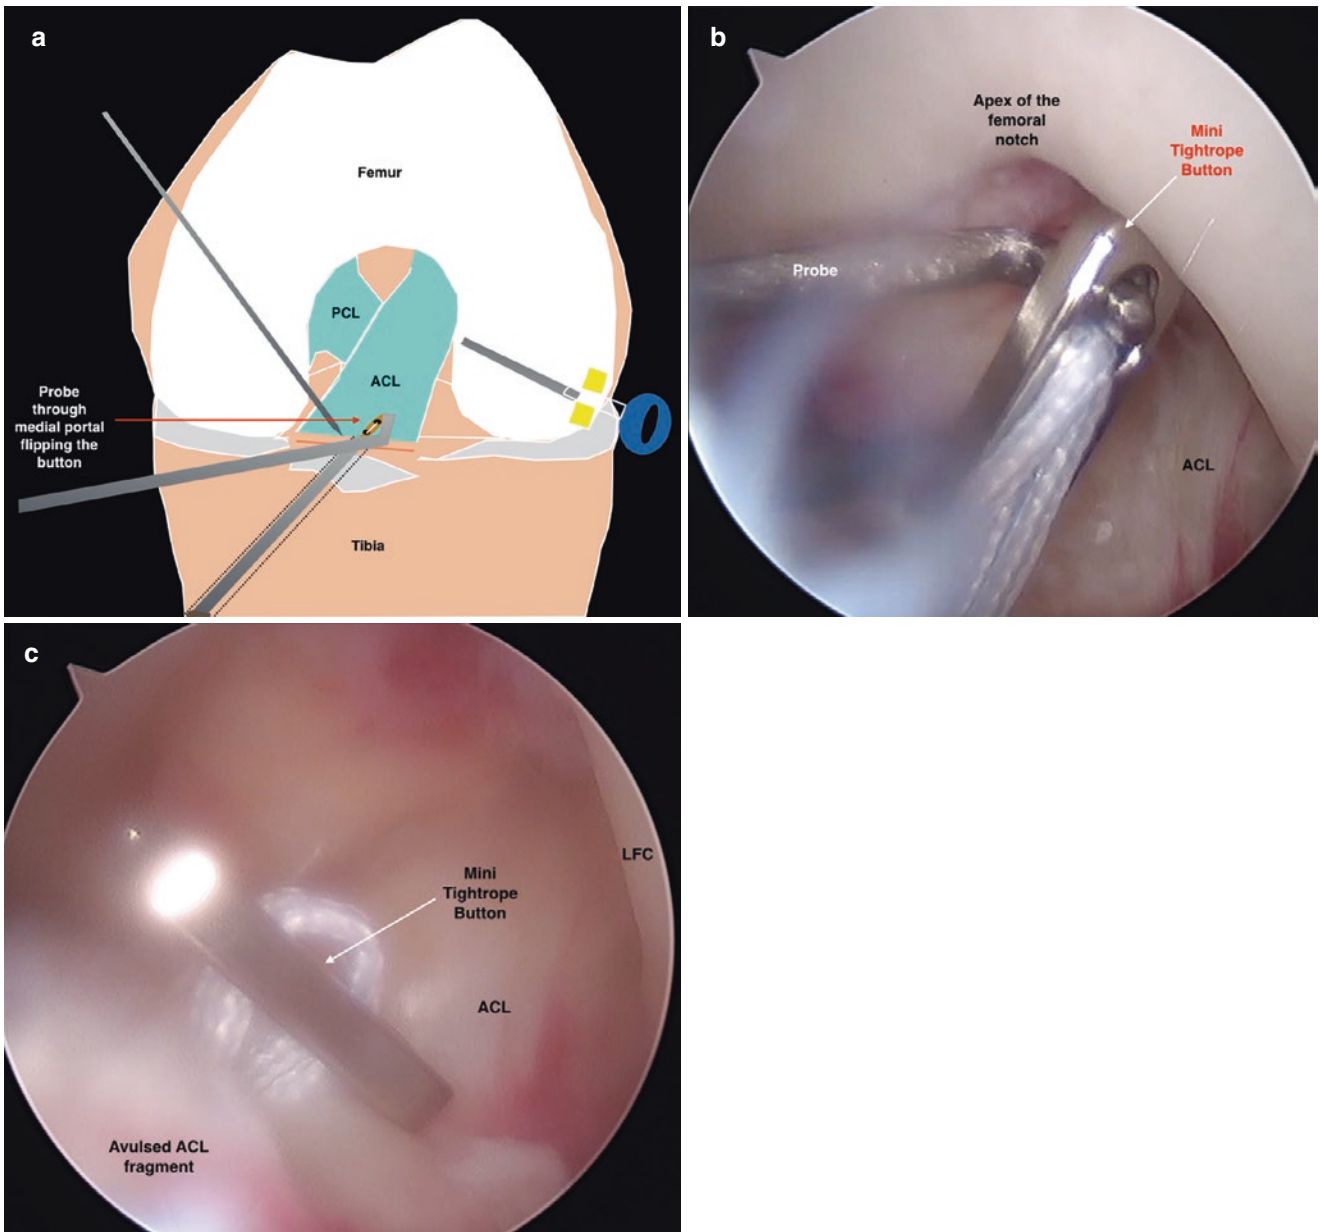 a
Femur
PCL
ACL
Probe
through
medial portal
flipping the
button
Tibia
b
Apex of the
femoral
notch
Mini
Tightrope
Button
Probe
ACL
c
LFC
Mini
Tightrope
Button
ACL
Avulsed ACL
fragment